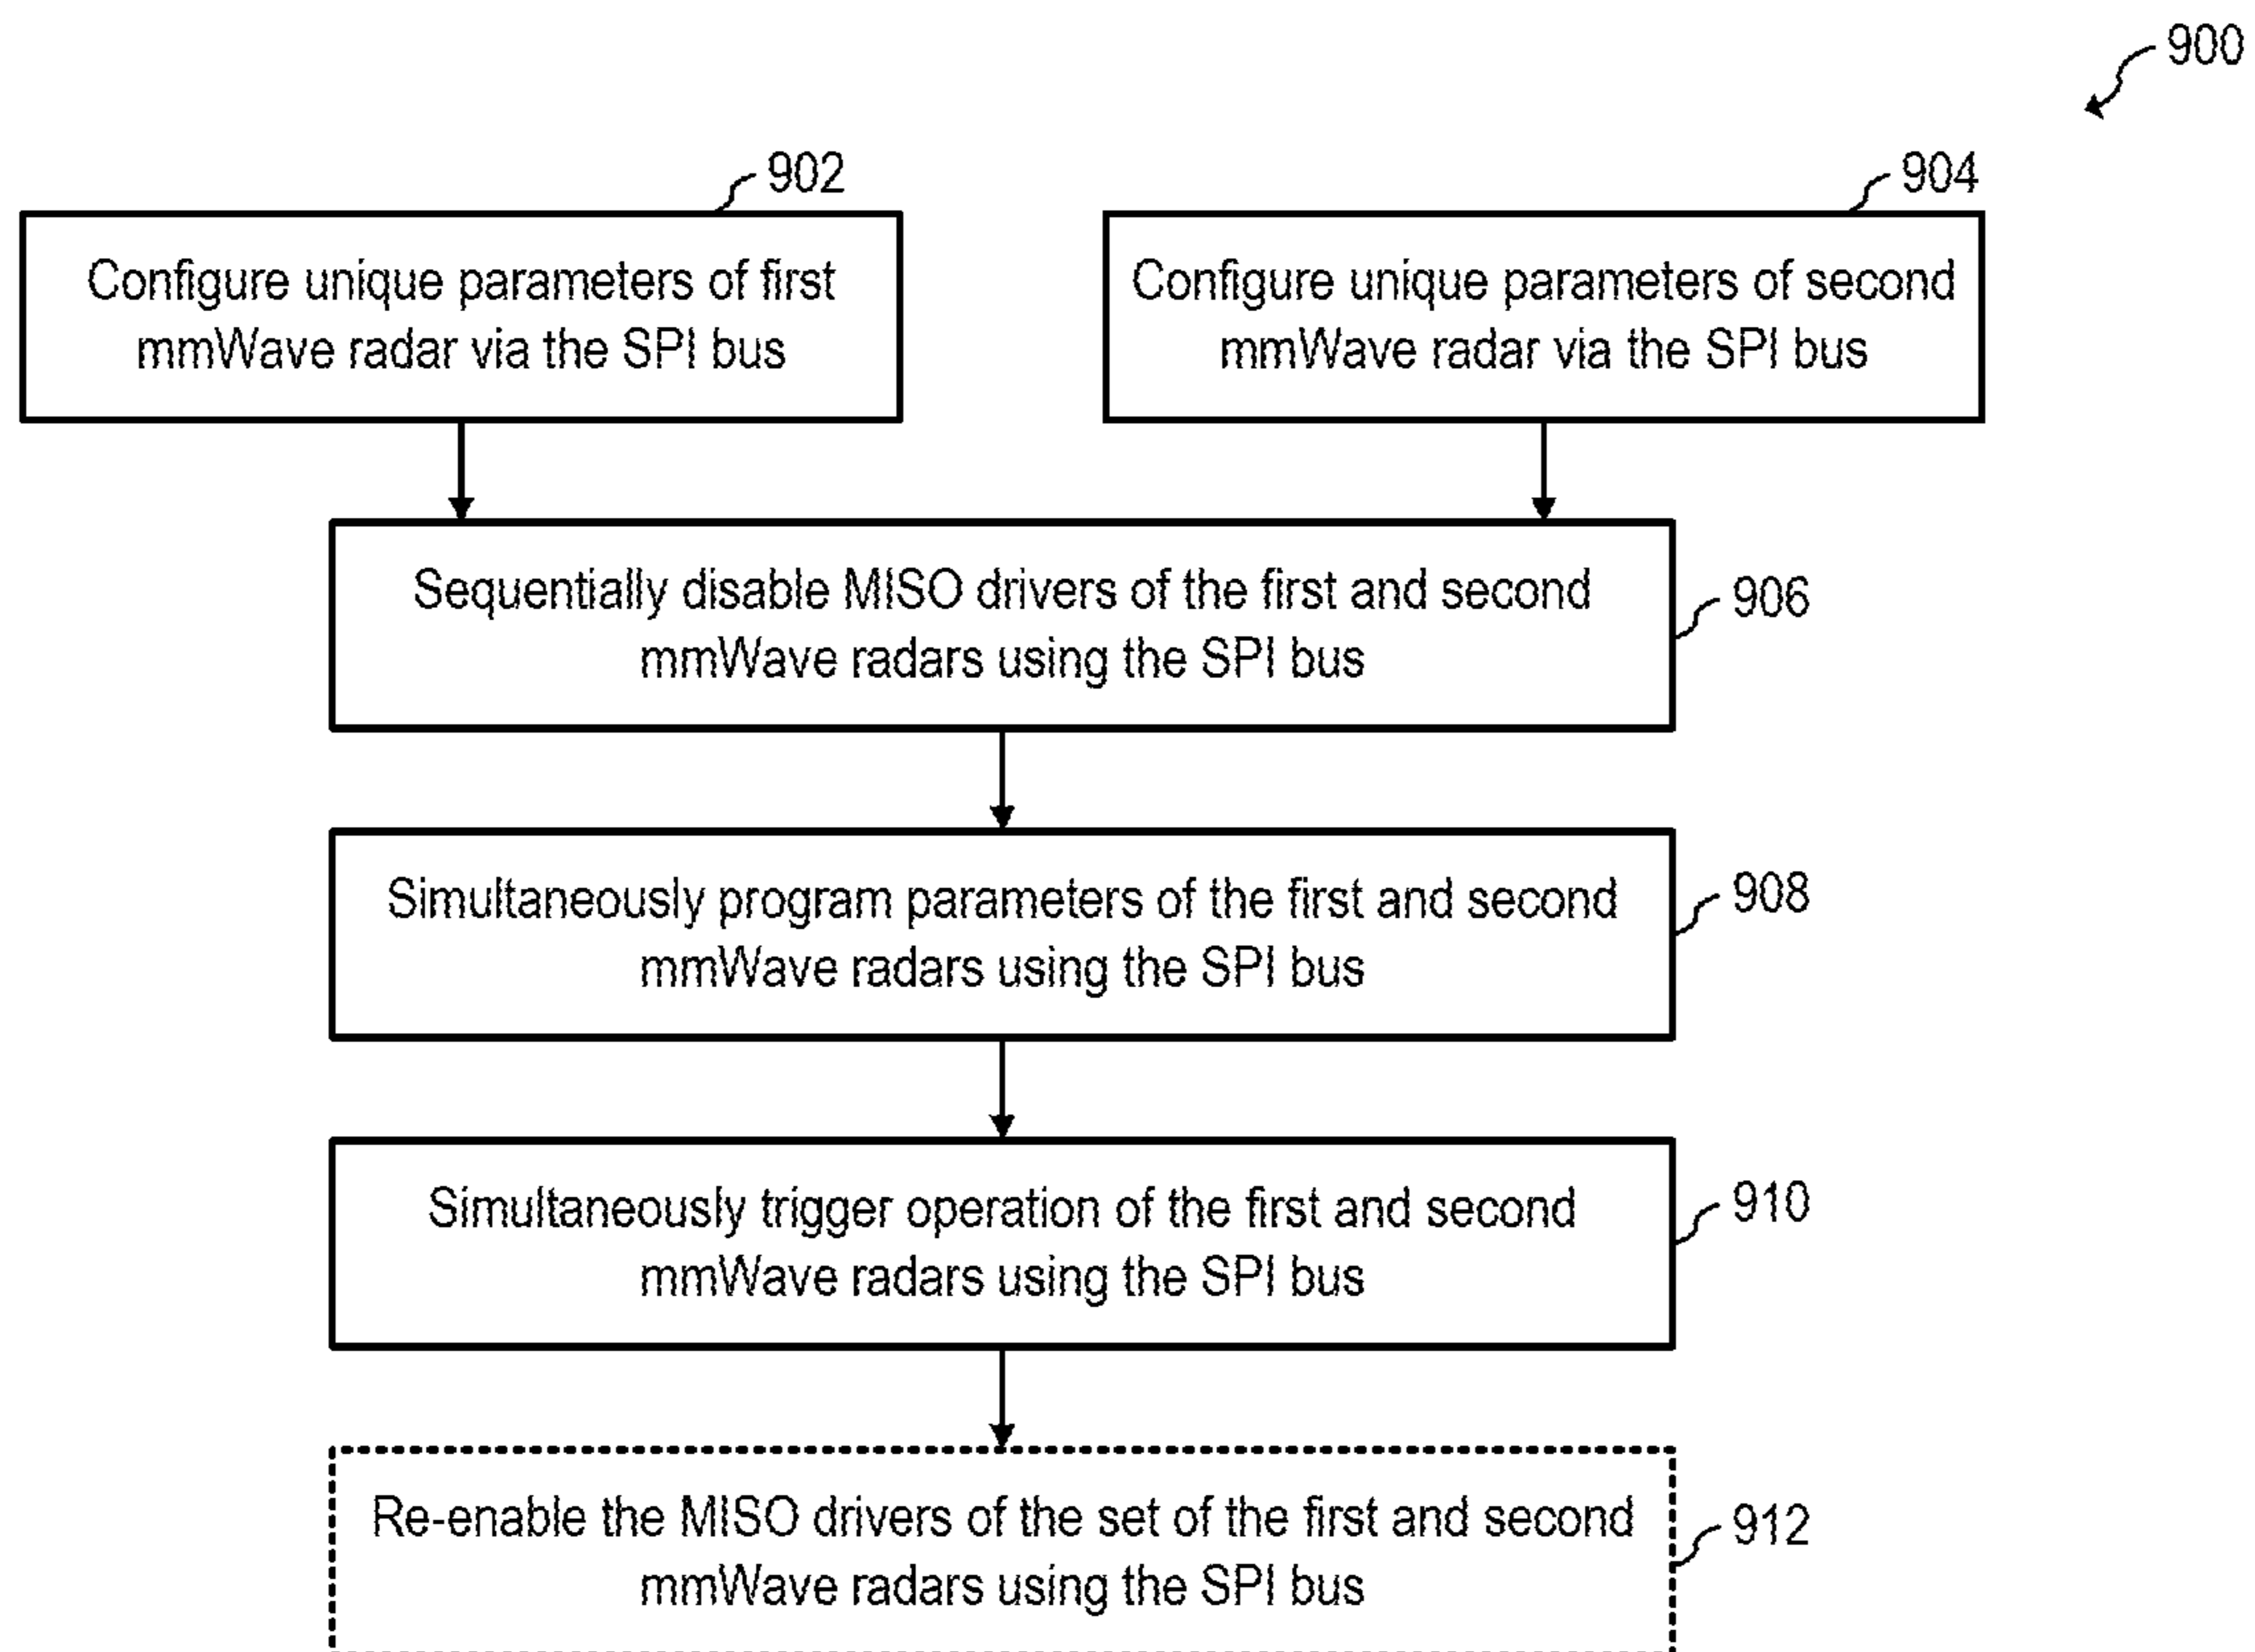 900
902
904
Configure unique parameters of first
mmWave radar via the SPI bus
Configure unique parameters of second
mmWave radar via the SPI bus
Sequentially disable MISO drivers of the first and second
mmWave radars using the SPI bus
906
Simultaneously program parameters of the first and second
mmWave radars using the SPI bus
908
Simultaneously trigger operation of the first and second
mmWave radars using the SPI bus
910
Re-enable the MISO drivers of the set of the first and second
mmWave radars using the SPI bus
912